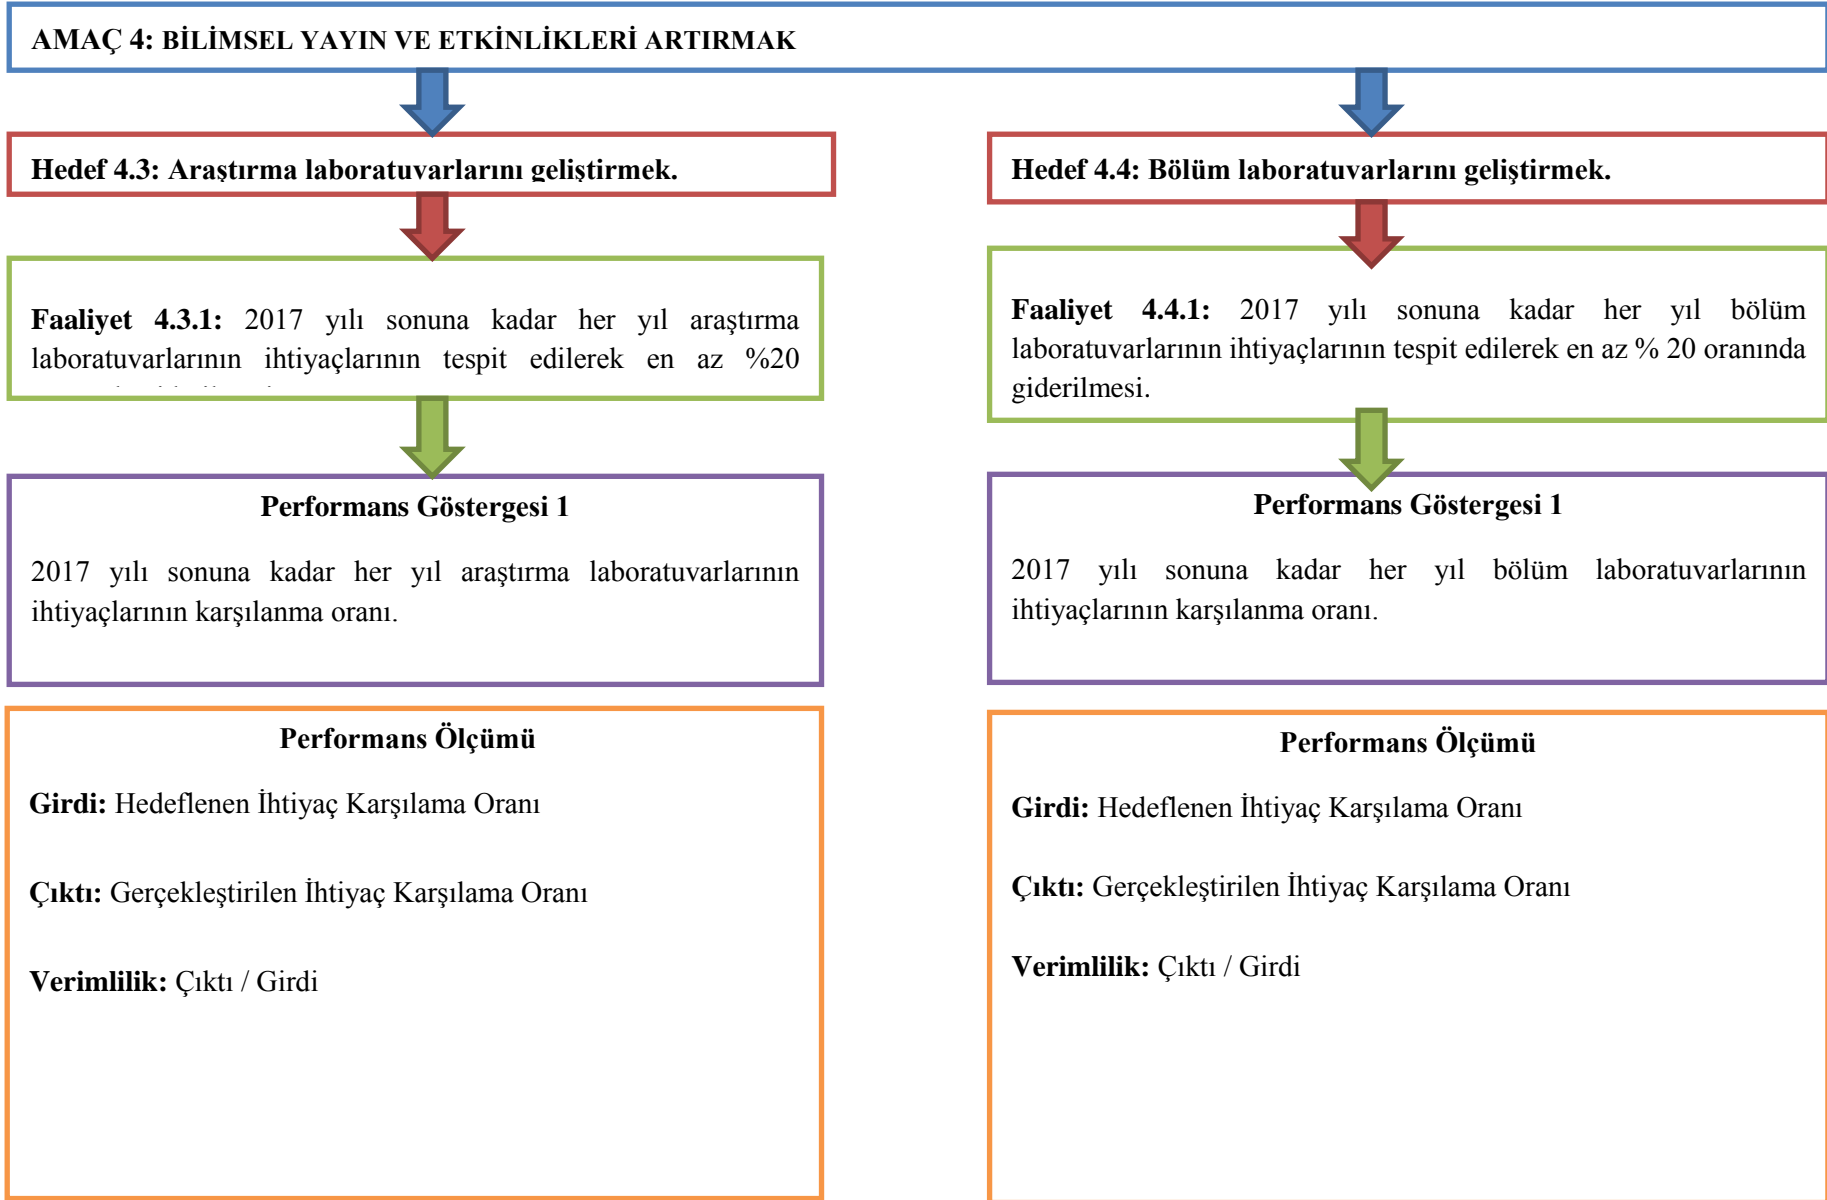 AMAÇ 4: BİLİMSEL YAYIN VE ETKİNLİKLERİ ARTIRMAK
Hedef 4.3: Araştırma laboratuvarlarını geliştirmek.
Faaliyet 4.3.1: 2017 yılı sonuna kadar her yıl araştırma
laboratuvarlarının ihtiyaçlarının tespit edilerek en az %20
Performans Göstergesi 1
2017 yılı sonuna kadar her yıl araştırma laboratuvarlarının
ihtiyaçlarının karşılanma oranı.
Performans Ölçümü
Girdi: Hedeflenen İhtiyaç Karşılama Oranı
Çıktı: Gerçekleştirilen İhtiyaç Karşılama Oranı
Verimlilik: Çıktı / Girdi
Hedef 4.4: Bölüm laboratuvarlarını geliştirmek.
Faaliyet 4.4.1: 2017 yılı sonuna kadar her yıl bölüm
laboratuvarlarının ihtiyaçlarının tespit edilerek en az % 20 oranında
giderilmesi.
Performans Göstergesi 1
2017 yılı sonuna kadar her yıl bölüm laboratuvarlarının
ihtiyaçlarının karşılanma oranı.
Performans Ölçümü
Girdi: Hedeflenen İhtiyaç Karşılama Oranı
Çıktı: Gerçekleştirilen İhtiyaç Karşılama Oranı
Verimlilik: Çıktı / Girdi